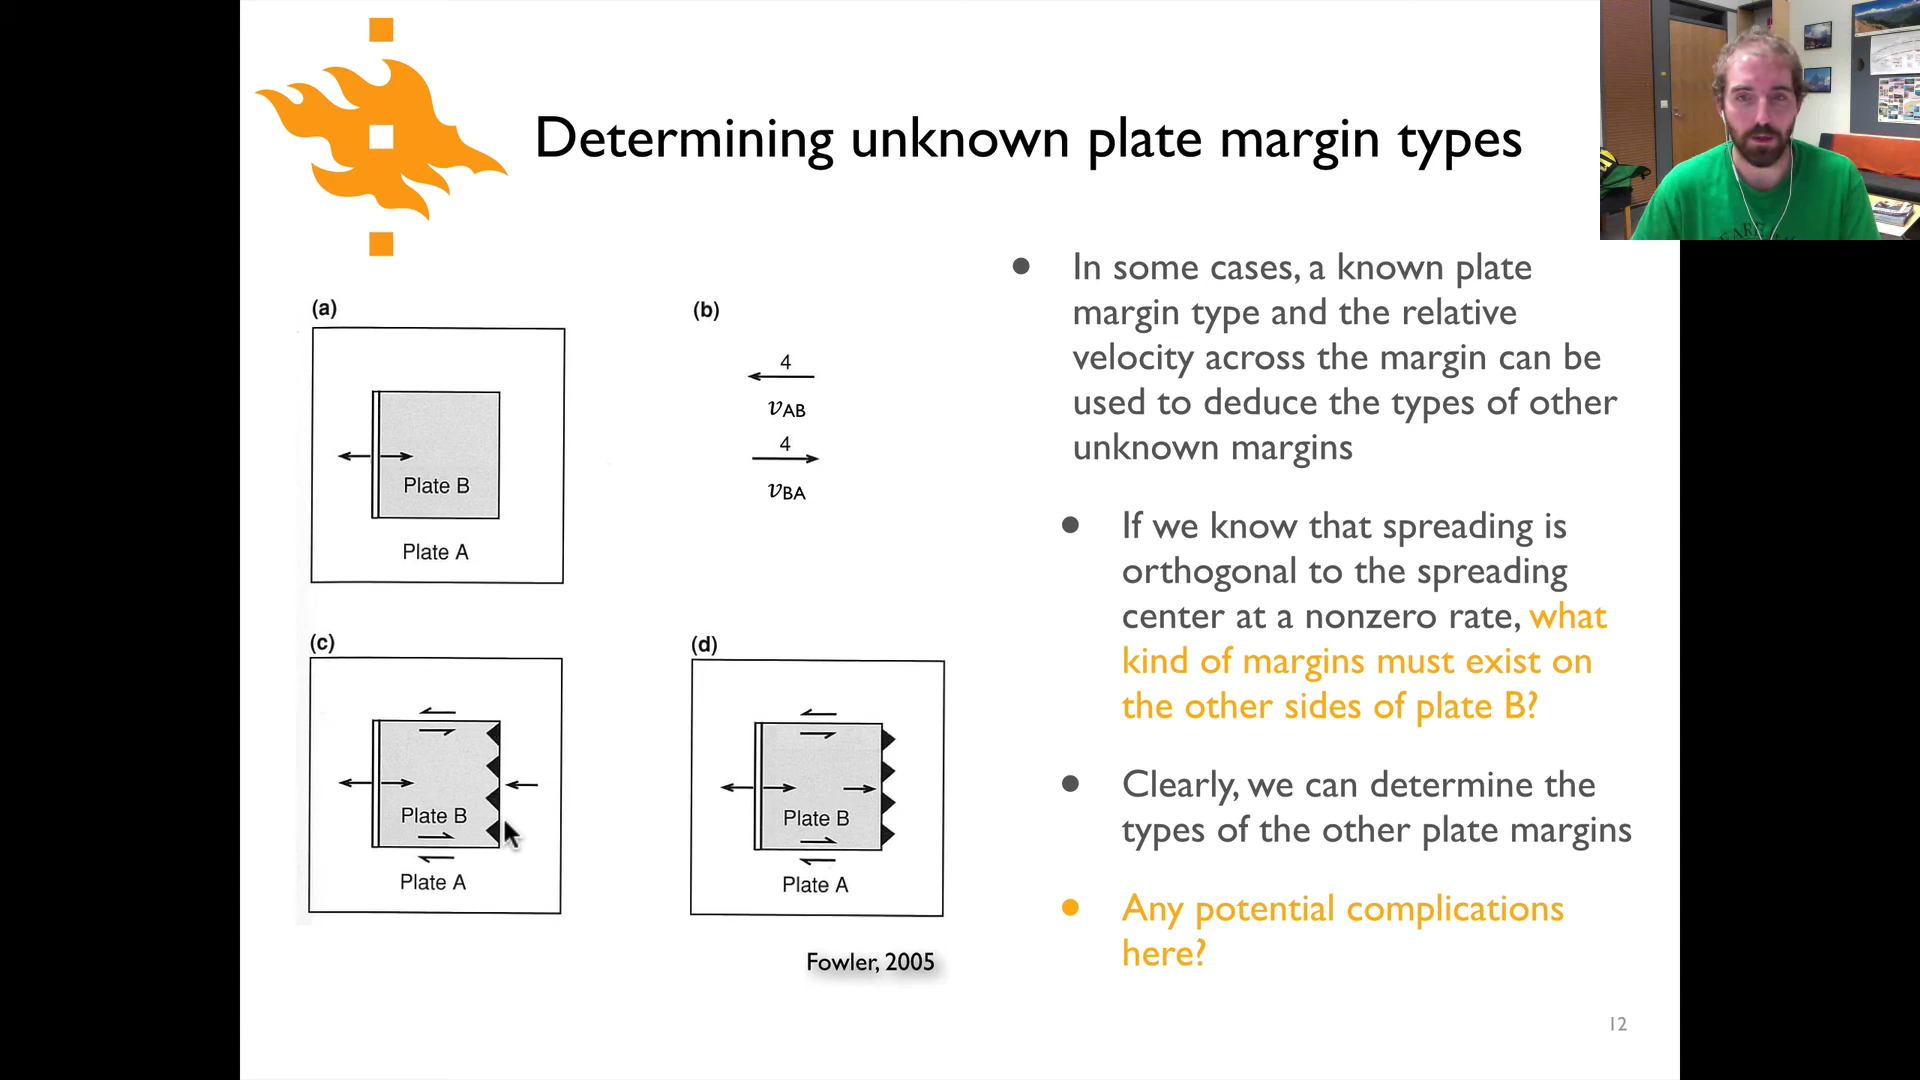 Determining unknown plate margin types
(a)
Plate B
Plate A
(b)
4
vAB
4
vBA
(c)
Plate B
Plate A
(d)
Plate B
Plate A
Fowler, 2005
In some cases, a known plate
margin type and the relative
velocity across the margin can be
used to deduce the types of other
unknown margins
If we know that spreading is
orthogonal to the spreading
center at a nonzero rate, what
kind of margins must exist on
the other sides of plate B?
Clearly, we can determine the
types of the other plate margins
Any potential complications
here?
12